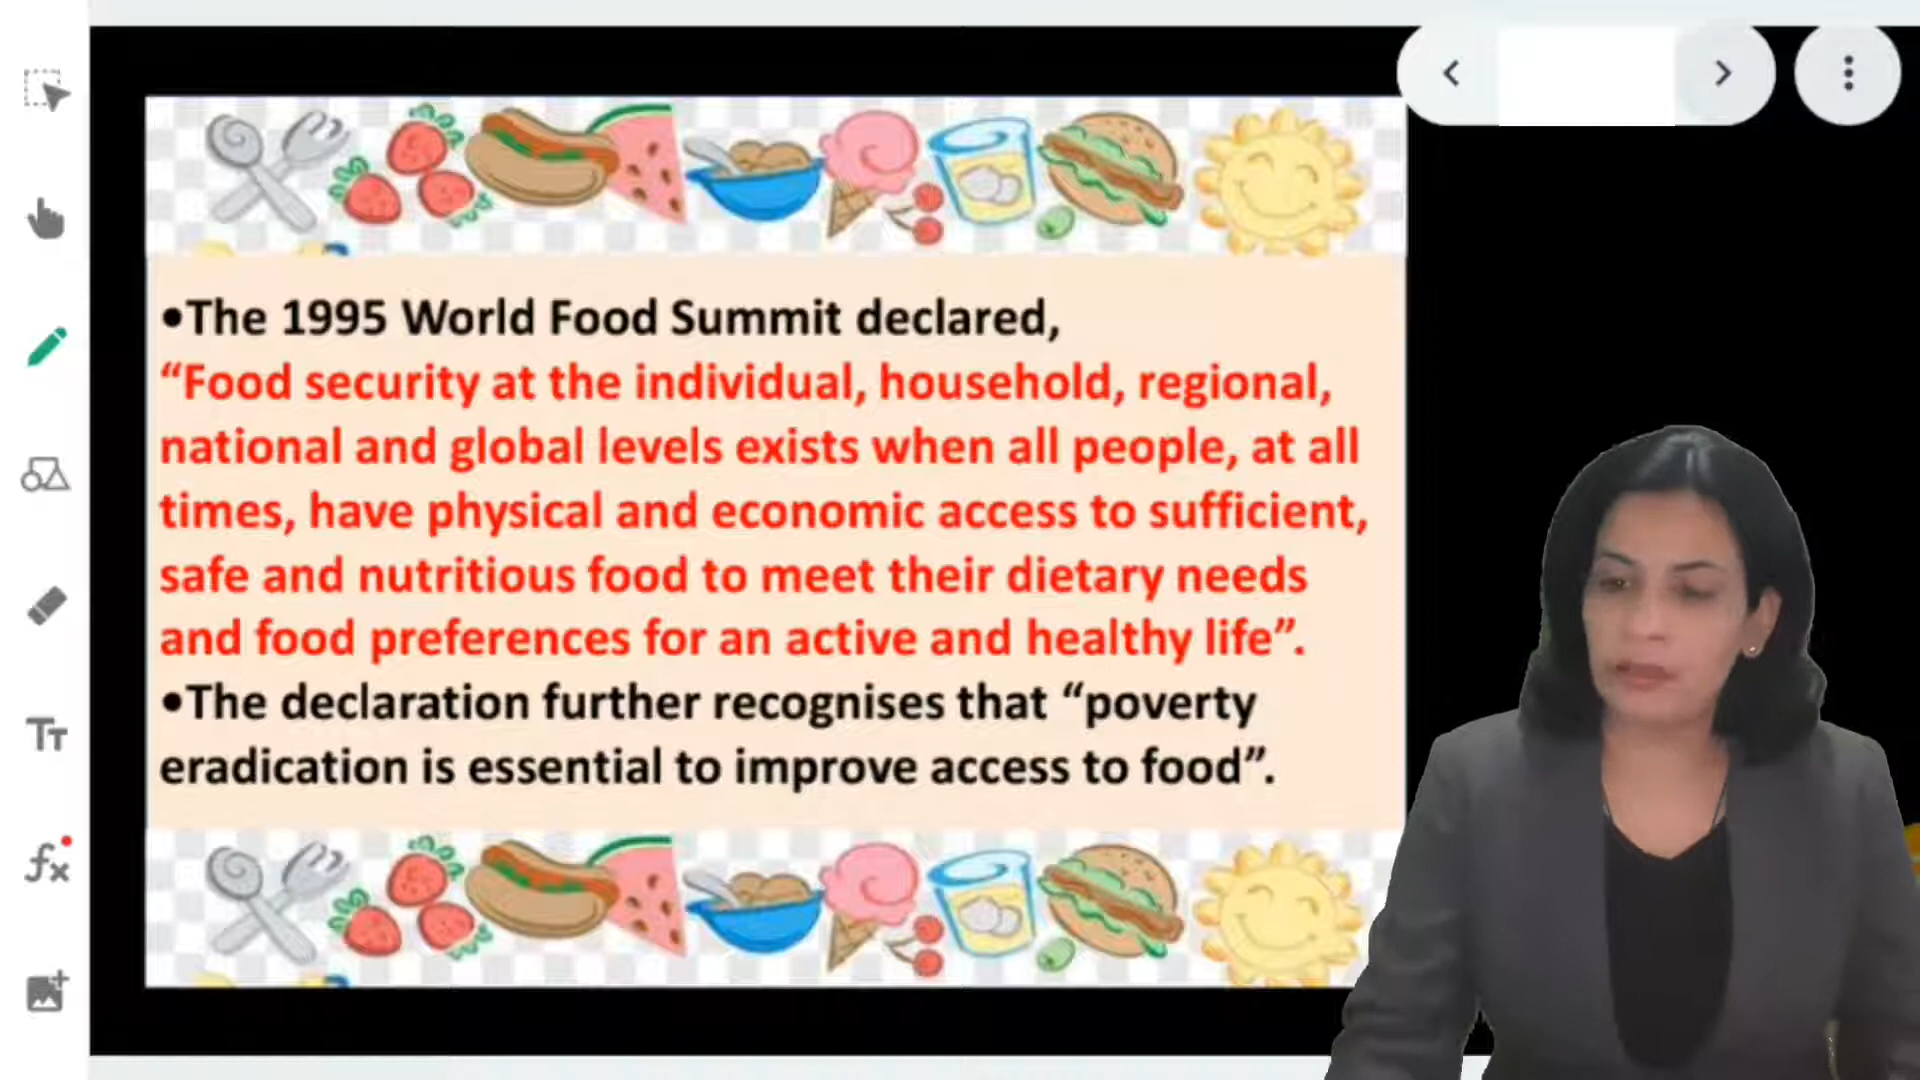 •The 1995 World Food Summit declared,
“Food security at the individual, household, regional,
national and global levels exists when all people, at all
times, have physical and economic access to sufficient,
safe and nutritious food to meet their dietary needs
and food preferences for an active and healthy life”.
•The declaration further recognises that “poverty
eradication is essential to improve access to food”.
TT
fx